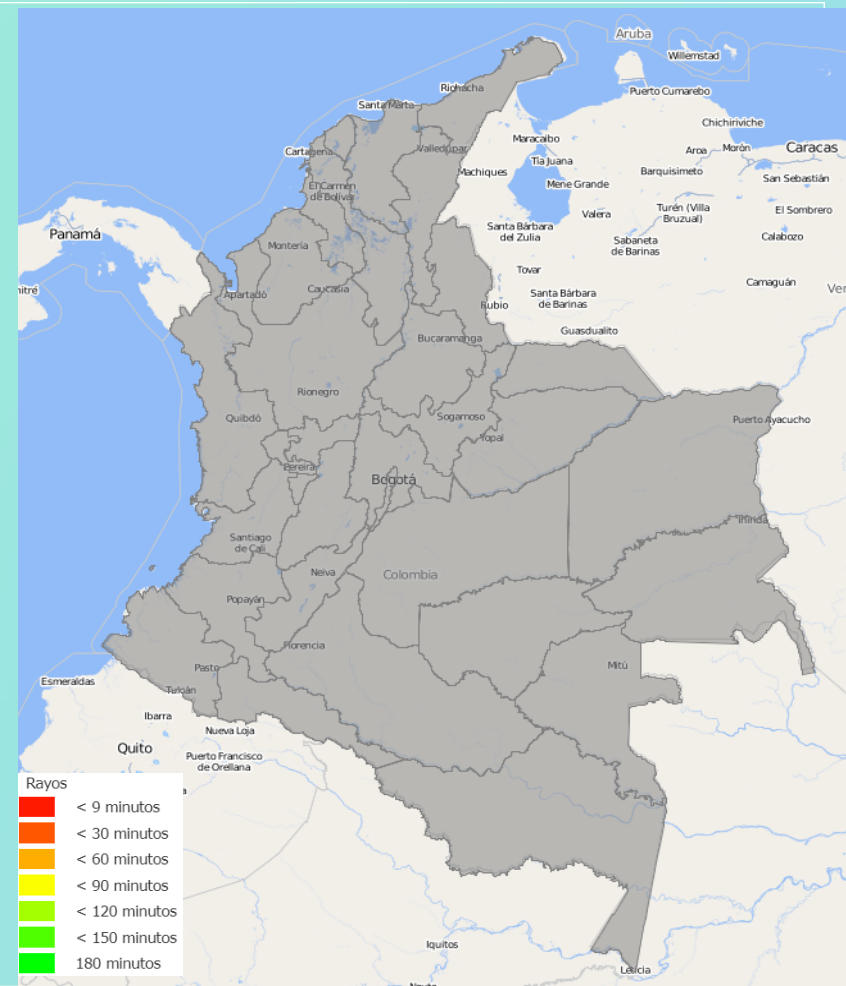 Aruba
Willemstad
Riohacha
Puerto Cumarebo
Santa Marta
Chichiriviche
Maracaibo
Morón
Caracas
Cartagena
Valledupar
Tía Juana
Aroa
Machiques
Barquisimeto
San Sebastián
Mene Grande
El Carmen
de Bolívar
Valera
Turén (Villa
Bruzual)
El Sombrero
Panamá
Santa Bárbara
del Zulia
Sabaneta
de Barinas
Calabozo
Montería
Tovar
Camaguán
Ver
mitré
Apartadó
Caucasia
Rubio
Santa Bárbara
de Barinas
Guasdualito
Bucaramanga
Rionegro
Quibdó
Sogamoso
Puerto Ayacucho
Yopal
Pereira
Bogotá
Inírida
Santiago
de Cali
Neiva
Colombia
Popayán
Florencia
Pasto
Mitú
Esmeraldas
Tulcán
Ibarra
Nueva Loja
Quito
Puerto Francisco
de Orellana
a
Rayos
< 9 minutos
< 30 minutos
< 60 minutos
< 90 minutos
< 120 minutos
< 150 minutos
180 minutos
Iquitos
Leticia